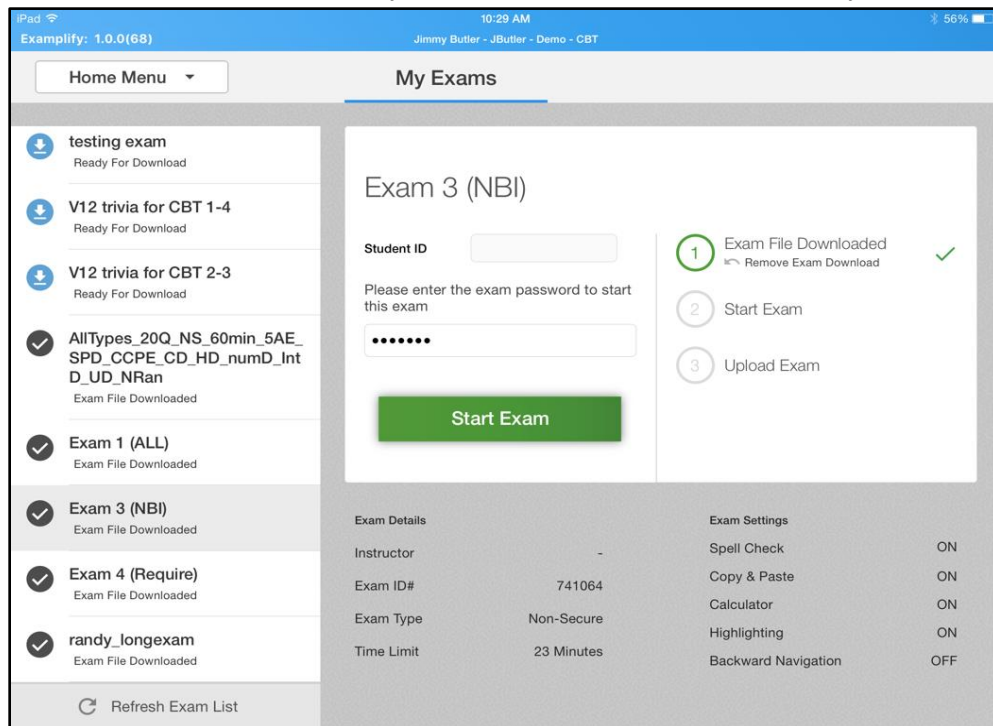 iPad
10:29 AM
56%
Examplify: 1.0.0(68)
Jimmy Butler - JButler - Demo - CBT
Home Menu
My Exams
testing exam
Ready For Download
V12 trivia for CBT 1-4
Ready For Download
V12 trivia for CBT 2-3
Ready For Download
AllTypes_20Q_NS_60min_5AE_
SPD_CCPE_CD_HD_numD_Int
D_UD_NRan
Exam File Downloaded
Exam 1 (ALL)
Exam File Downloaded
Exam 3 (NBI)
Exam File Downloaded
Exam 4 (Require)
Exam File Downloaded
randy_longexam
Exam File Downloaded
Refresh Exam List
Exam 3 (NBI)
Student ID
Please enter the exam password to start
this exam
•••••••
Start Exam
1 Exam File Downloaded
Remove Exam Download
2 Start Exam
3 Upload Exam
Exam Details
Instructor -
Exam ID# 741064
Exam Type Non-Secure
Time Limit 23 Minutes
Exam Settings
Spell Check ON
Copy & Paste ON
Calculator ON
Highlighting ON
Backward Navigation OFF